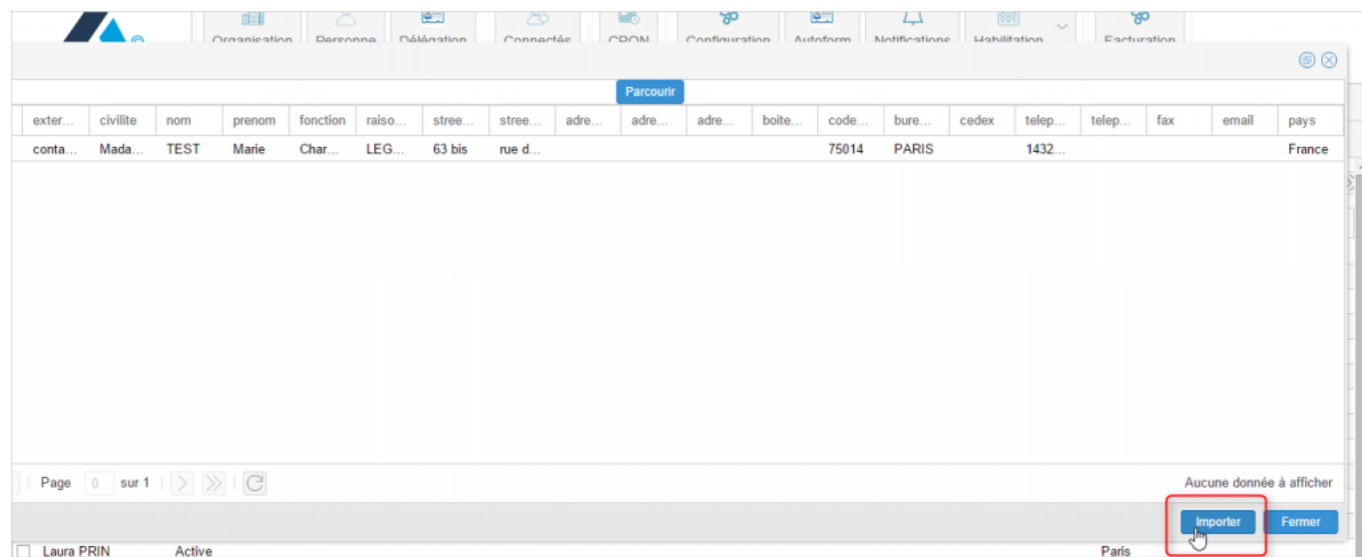 Organisation Personne Délégation Connectés CRON Configuration Autoform Notifications Habilitation Facturation
Parcourir
exter... civilite nom prenom fonction raiso... stree... stree... adre... adre... adre... boite... code... bure... cedex telep... telep... fax email pays
conta... Mada... TEST Marie Char... LEG... 63 bis rue d... 75014 PARIS 1432... France
Page 0 sur 1 Aucune donnée à afficher
Importer Fermer
Laura PRIN Active Paris